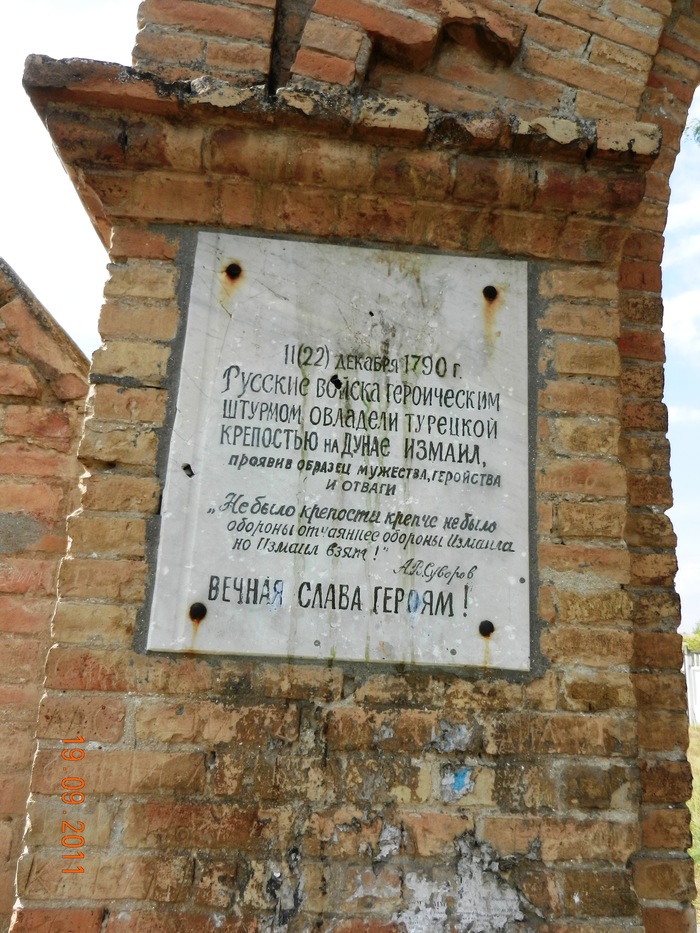 11(22) декабря 1790 г.
Русские войска героическим
штурмом овладели турецкой
крепостью на Дунае Измаил,
проявив образец мужества, геройства
и отваги
„Не было крепости крепче не было
обороны отчаяннее обороны Измаила
но Измаил взят!"
А.В.Суворов
ВЕЧНАЯ СЛАВА ГЕРОЯМ!
19.09.2011